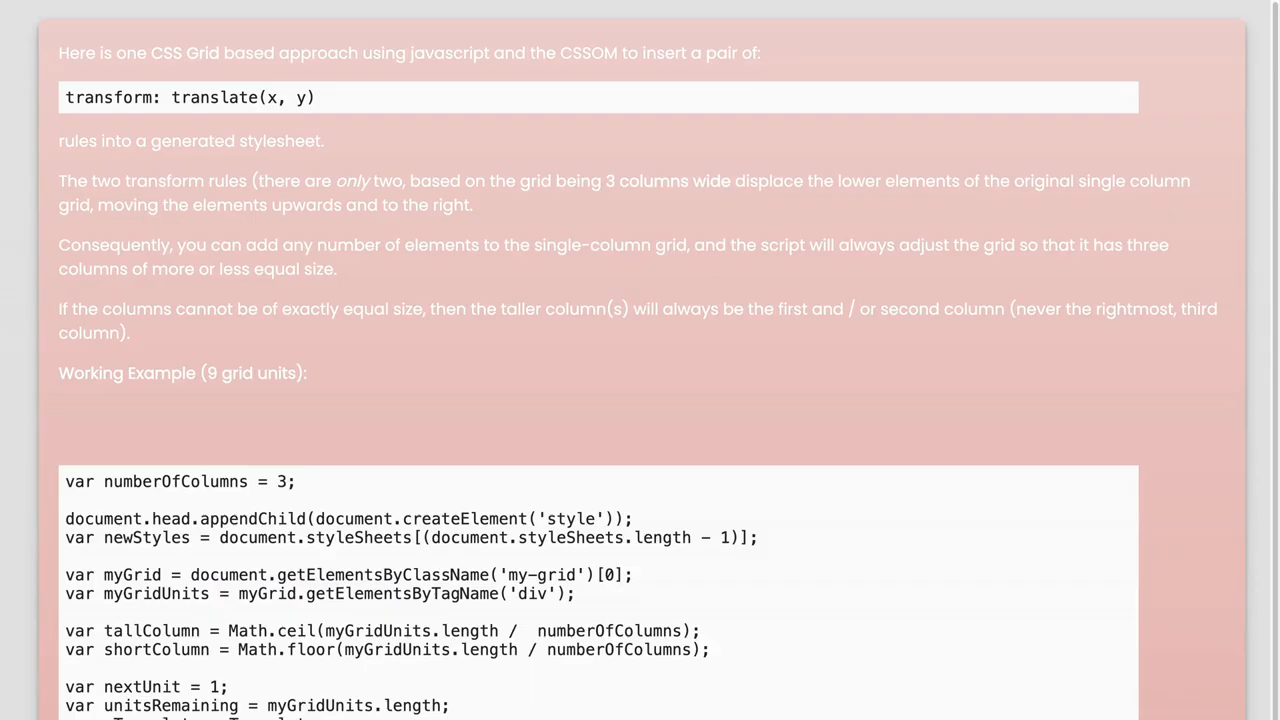 Here is one CSS Grid based approach using javascript and the CSSOM to insert a pair of:
transform: translate(x, y)
rules into a generated stylesheet.
The two transform rules (there are only two, based on the grid being 3 columns wide displace the lower elements of the original single column
grid, moving the elements upwards and to the right.
Consequently, you can add any number of elements to the single-column grid, and the script will always adjust the grid so that it has three
columns of more or less equal size.
If the columns cannot be of exactly equal size, then the taller column(s) will always be the first and / or second column (never the rightmost, third
column).
Working Example (9 grid units):
var numberOfColumns = 3;
document.head.appendChild(document.createElement('style'));
var newStyles = document.styleSheets[(document.styleSheets.length - 1)];
var myGrid = document.getElementsByClassName('my-grid')[0];
var myGridUnits = myGrid.getElementsByTagName('div');
var tallColumn = Math.ceil(myGridUnits.length /  numberOfColumns);
var shortColumn = Math.floor(myGridUnits.length / numberOfColumns);
var nextUnit = 1;
var unitsRemaining = myGridUnits.length;